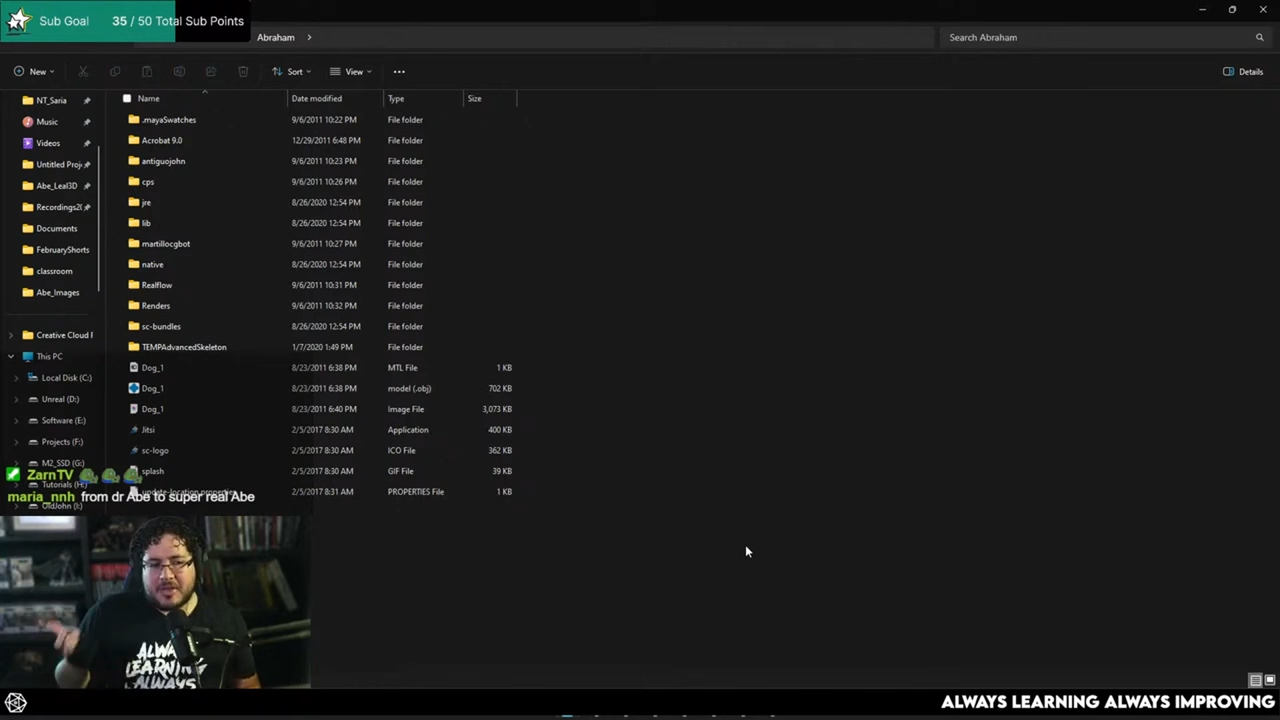 Sub Goal 35 / 50 Total Sub Points
Abraham
Search Abraham
New
Sort
View
Details
Name Date modified Type Size
NT_Saria
Music
Videos
Untitled Proj
Abe_Leal3D
Recordings20
Documents
FebruaryShorts
classroom
Abe_Images
Creative Cloud F
This PC
Local Disk (C:)
Unreal (D:)
Software (E:)
Projects (F:)
M2_SSD (G:)
Tutorials (H:)
OldJohn (I:)
.mayaSwatches 9/6/2011 10:22 PM File folder
Acrobat 9.0 12/29/2011 6:48 PM File folder
antiguojohn 9/6/2011 10:23 PM File folder
cps 9/6/2011 10:26 PM File folder
jre 8/26/2020 12:54 PM File folder
lib 8/26/2020 12:54 PM File folder
martillocgbot 9/6/2011 10:27 PM File folder
native 8/26/2020 12:54 PM File folder
Realflow 9/6/2011 10:31 PM File folder
Renders 9/6/2011 10:32 PM File folder
sc-bundles 8/26/2020 12:54 PM File folder
TEMPAdvancedSkeleton 1/7/2020 1:49 PM File folder
Dog_1 8/23/2011 6:38 PM MTL File 1 KB
Dog_1 8/23/2011 6:38 PM model (.obj) 702 KB
Dog_1 8/23/2011 6:40 PM Image File 3,073 KB
Jitsi 2/5/2017 8:30 AM Application 400 KB
sc-logo 2/5/2017 8:30 AM ICO File 362 KB
splash 2/5/2017 8:30 AM GIF File 39 KB
update-location.properties 2/5/2017 8:31 AM PROPERTIES File 1 KB
ZarnTV
maria_nnh from dr Abe to super real Abe
ALWA
LEARNING
ALWAYS
ALWAYS LEARNING ALWAYS IMPROVING